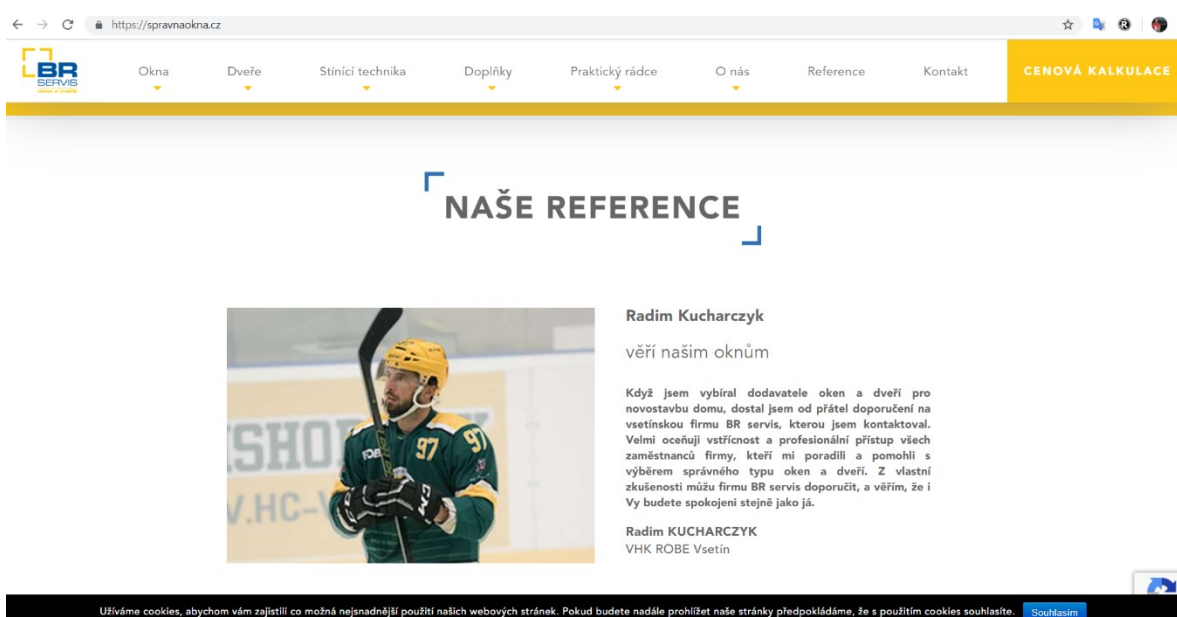 https://spravnaokna.cz
BR
SERVIS
Okna
Dveře
Stínící technika
Doplňky
Praktický rádce
O nás
Reference
Kontakt
CENOVÁ KALKULACE
NAŠE REFERENCE
Radim Kucharczyk
věří našim oknům
Když jsem vybíral dodavatele oken a dveří pro
novostavbu domu, dostal jsem od přátel doporučení na
vsetínskou firmu BR servis, kterou jsem kontaktoval.
Velmi oceňuji vstřícnost a profesionální přístup všech
zaměstnanců firmy, kteří mi poradili a pomohli s
výběrem správného typu oken a dveří. Z vlastní
zkušenosti můžu firmu BR servis doporučit, a věřím, že i
Vy budete spokojeni stejně jako já.
Radim KUCHARCZYK
VHK ROBE Vsetín
97
97
V.HC-V
Užíváme cookies, abychom vám zajistili co možná nejsnadnější použití našich webových stránek. Pokud budete nadále prohlížet naše stránky předpokládáme, že s použitím cookies souhlasíte.
Souhlasím